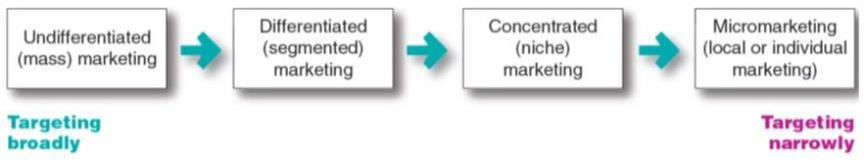 Undifferentiated
(mass) marketing
Differentiated
(segmented)
marketing
Concentrated
(niche)
marketing
Micromarketing
(local or individual
marketing)
Targeting
broadly
Targeting
narrowly